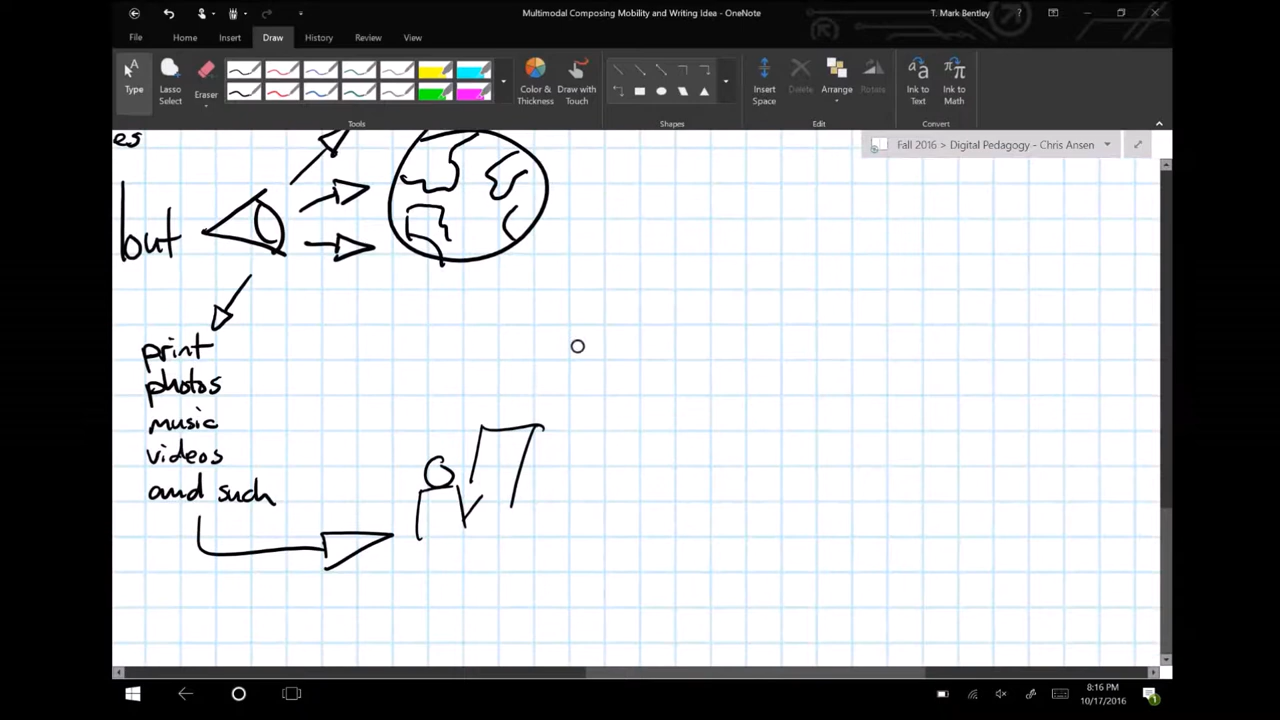 Multimodal Composing Mobility and Writing Idea - OneNote
T. Mark Bentley
?
File
Home
Insert
Draw
History
Review
View
Type
Lasso Select
Eraser
Color & Thickness
Draw with Touch
Insert Space
Delete
Arrange
Rotate
Ink to Text
Ink to Math
Tools
Shapes
Edit
Convert
Fall 2016 > Digital Pedagogy - Chris Ansen
es
but
print
photos
music
videos
and such
8:16 PM
10/17/2016
1